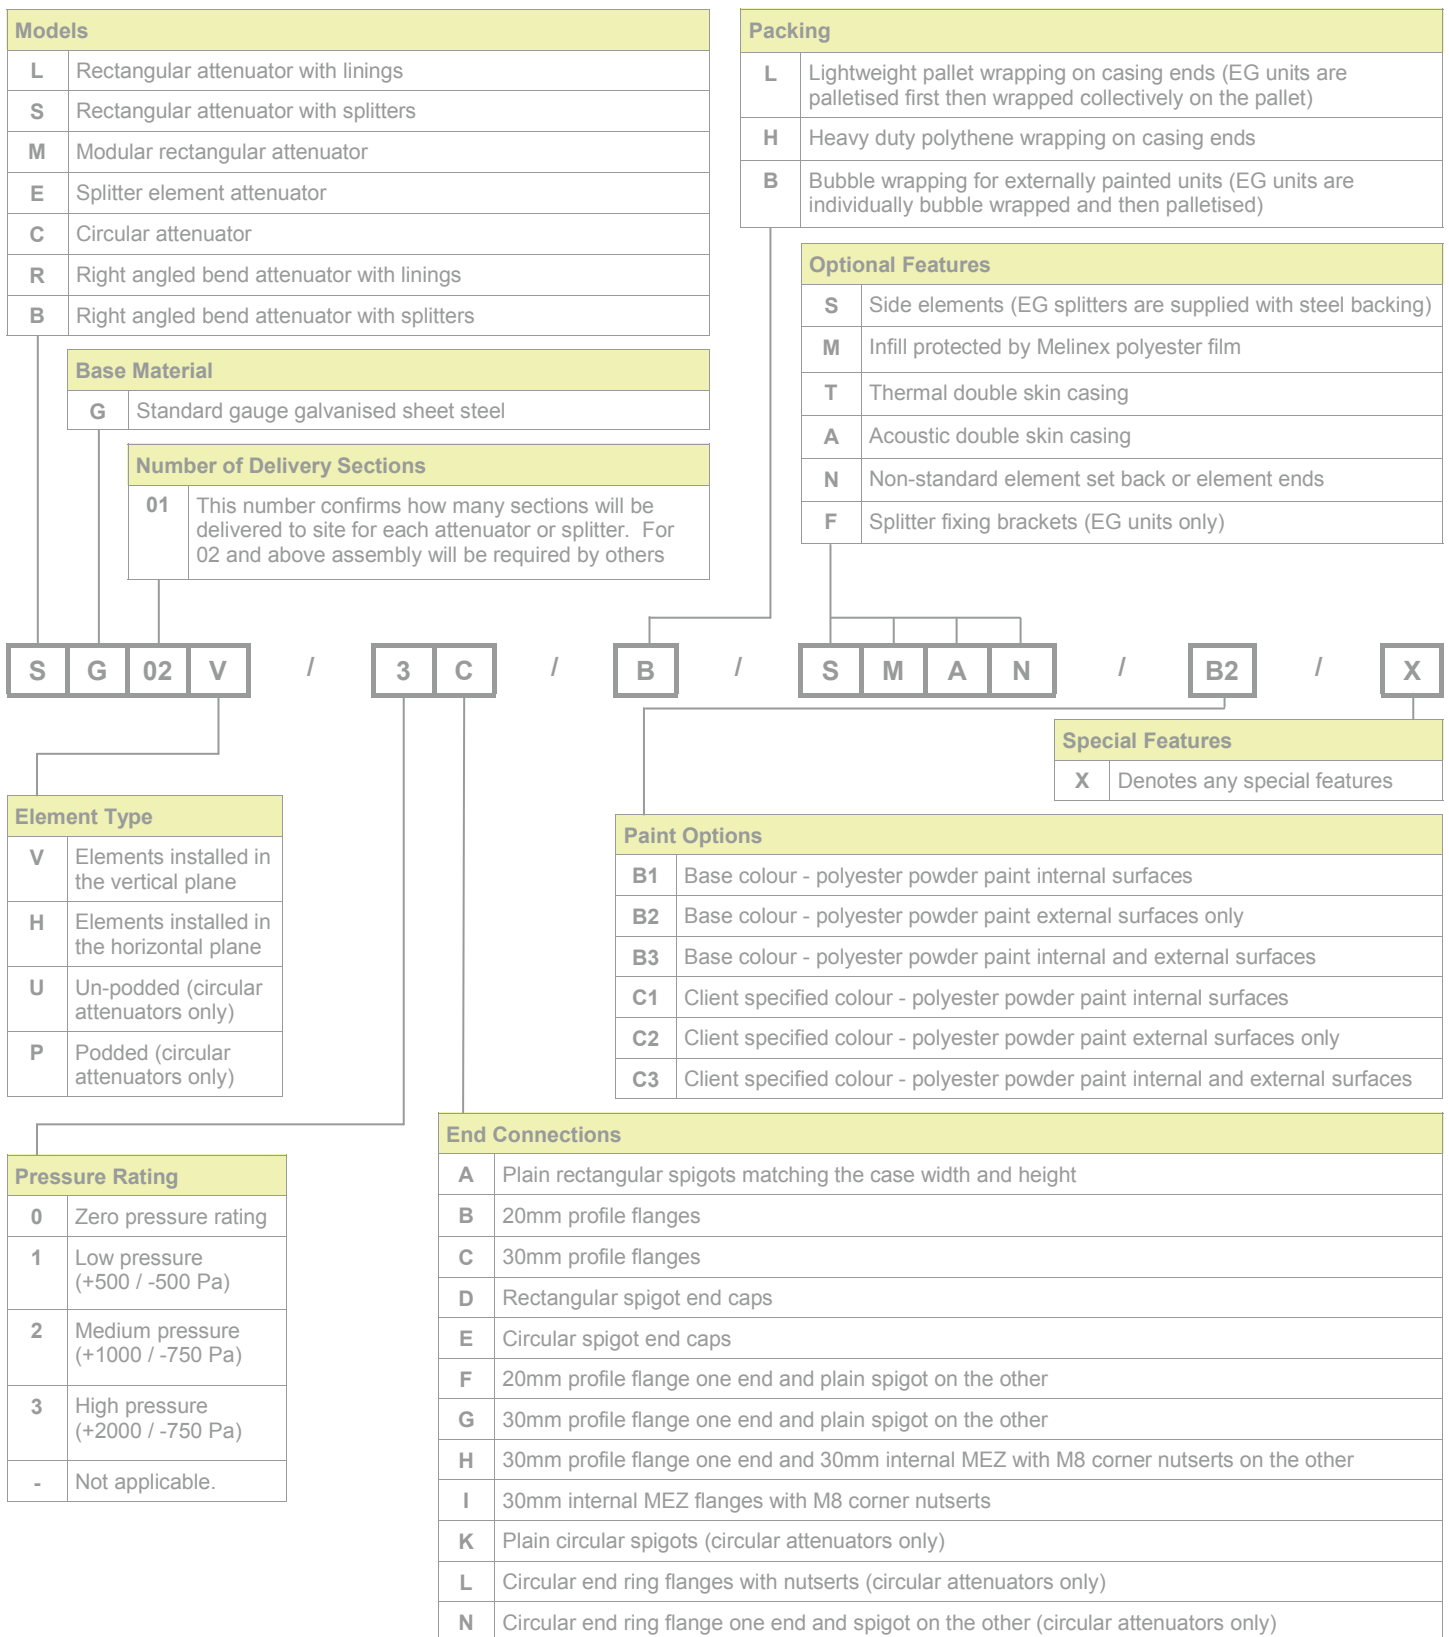 Models
L Rectangular attenuator with linings
S Rectangular attenuator with splitters
M Modular rectangular attenuator
E Splitter element attenuator
C Circular attenuator
R Right angled bend attenuator with linings
B Right angled bend attenuator with splitters
Base Material
G Standard gauge galvanised sheet steel
Number of Delivery Sections
01 This number confirms how many sections will be
delivered to site for each attenuator or splitter. For
02 and above assembly will be required by others
Packing
L Lightweight pallet wrapping on casing ends (EG units are
palletised first then wrapped collectively on the pallet)
H Heavy duty polythene wrapping on casing ends
B Bubble wrapping for externally painted units (EG units are
individually bubble wrapped and then palletised)
Optional Features
S Side elements (EG splitters are supplied with steel backing)
M Infill protected by Melinex polyester film
T Thermal double skin casing
A Acoustic double skin casing
N Non-standard element set back or element ends
F Splitter fixing brackets (EG units only)
S G 02 V / 3 C / B / S M A N / B2 / X
Special Features
X Denotes any special features
Element Type
V Elements installed in
the vertical plane
H Elements installed in
the horizontal plane
U Un-podded (circular
attenuators only)
P Podded (circular
attenuators only)
Paint Options
B1 Base colour - polyester powder paint internal surfaces
B2 Base colour - polyester powder paint external surfaces only
B3 Base colour - polyester powder paint internal and external surfaces
C1 Client specified colour - polyester powder paint internal surfaces
C2 Client specified colour - polyester powder paint external surfaces only
C3 Client specified colour - polyester powder paint internal and external surfaces
Pressure Rating
0 Zero pressure rating
1 Low pressure
(+500 / -500 Pa)
2 Medium pressure
(+1000 / -750 Pa)
3 High pressure
(+2000 / -750 Pa)
- Not applicable.
End Connections
A Plain rectangular spigots matching the case width and height
B 20mm profile flanges
C 30mm profile flanges
D Rectangular spigot end caps
E Circular spigot end caps
F 20mm profile flange one end and plain spigot on the other
G 30mm profile flange one end and plain spigot on the other
H 30mm profile flange one end and 30mm internal MEZ with M8 corner nutserts on the other
I 30mm internal MEZ flanges with M8 corner nutserts
K Plain circular spigots (circular attenuators only)
L Circular end ring flanges with nutserts (circular attenuators only)
N Circular end ring flange one end and spigot on the other (circular attenuators only)